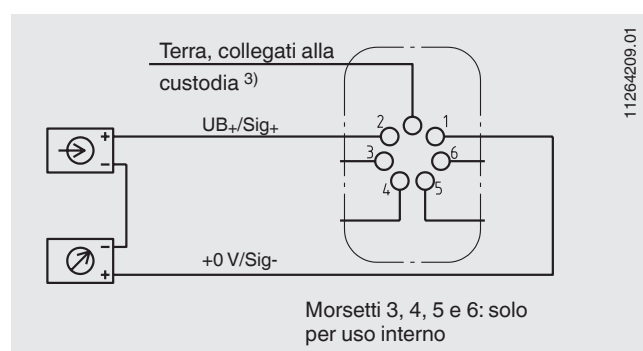 Terra, collegati alla
custodia 3)
11264209.01
UB+/Sig+
+
−
2
1
3
6
4
5
−
+
+0 V/Sig-
Morsetti 3, 4, 5 e 6: solo
per uso interno